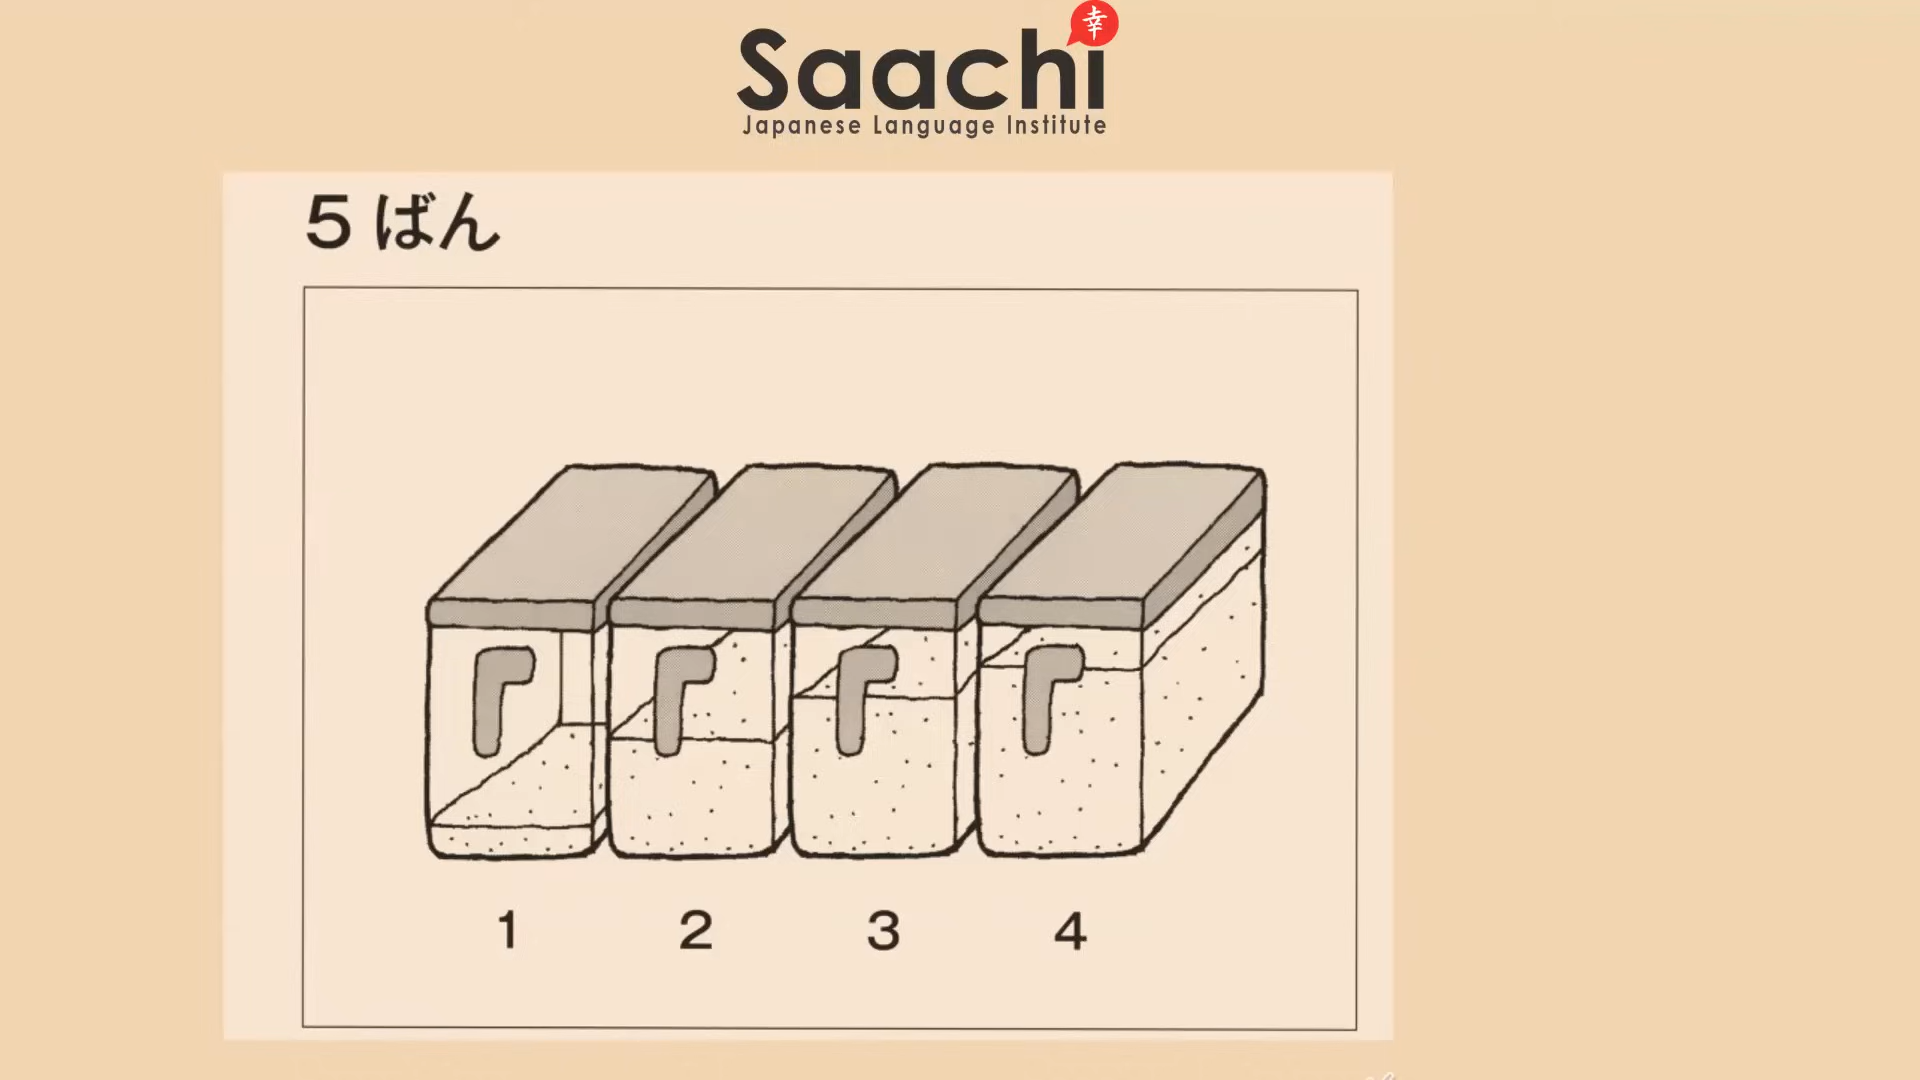 幸
Saachi
Japanese Language Institute
5 ばん
1 2 3 4